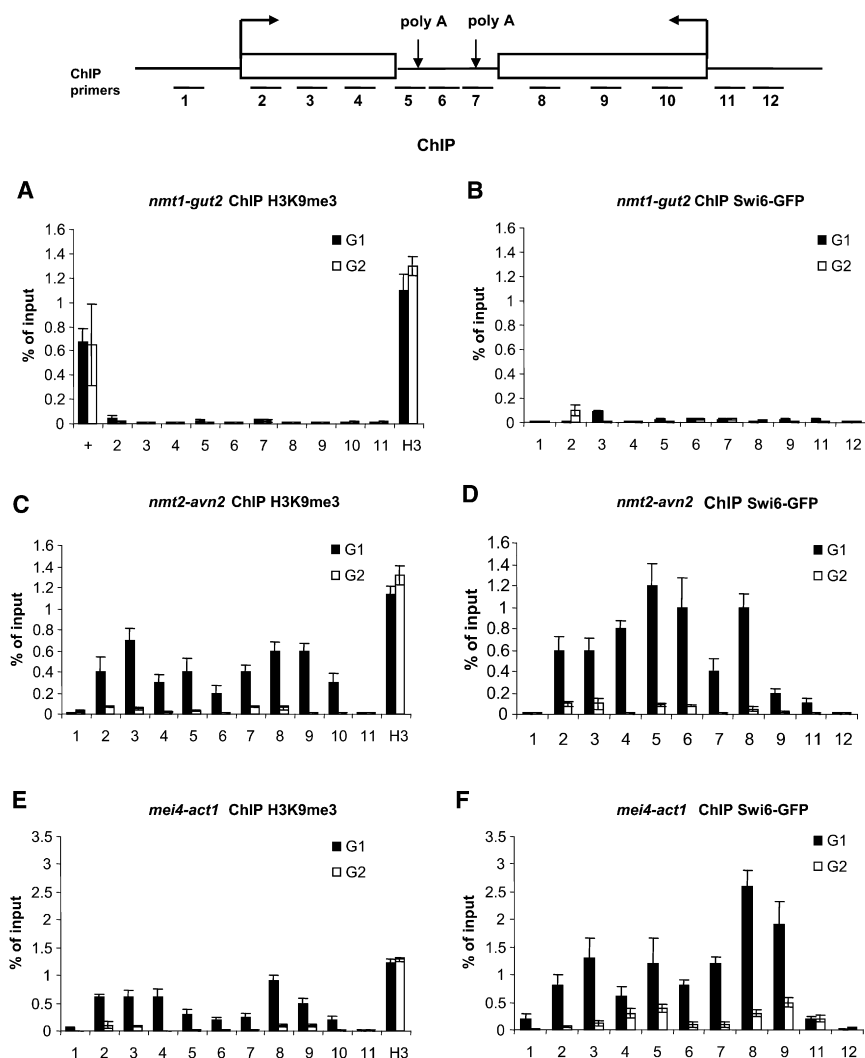 poly A poly A
ChIP
primers
1 2 3 4 5 6 7 8 9 10 11 12
ChIP
A
nmt1-gut2 ChIP H3K9me3
G1
G2
% of input
1.6
1.4
1.2
1
0.8
0.6
0.4
0.2
0
+ 2 3 4 5 6 7 8 9 10 11 H3
B
nmt1-gut2 ChIP Swi6-GFP
G1
G2
% of input
1.6
1.4
1.2
1
0.8
0.6
0.4
0.2
0
1 2 3 4 5 6 7 8 9 11 12
C
nmt2-avn2 ChIP H3K9me3
G1
G2
% of input
1.6
1.4
1.2
1
0.8
0.6
0.4
0.2
0
1 2 3 4 5 6 7 8 9 10 11 H3
D
nmt2-avn2 ChIP Swi6-GFP
G1
G2
% of input
1.6
1.4
1.2
1
0.8
0.6
0.4
0.2
0
1 2 3 4 5 6 7 8 9 11 12
E
mei4-act1 ChIP H3K9me3
G1
G2
% of input
3.5
3
2.5
2
1.5
1
0.5
0
1 2 3 4 5 6 7 8 9 10 11 H3
F
mei4-act1 ChIP Swi6-GFP
G1
G2
% of input
3.5
3
2.5
2
1.5
1
0.5
0
1 2 3 4 5 6 7 8 9 11 12